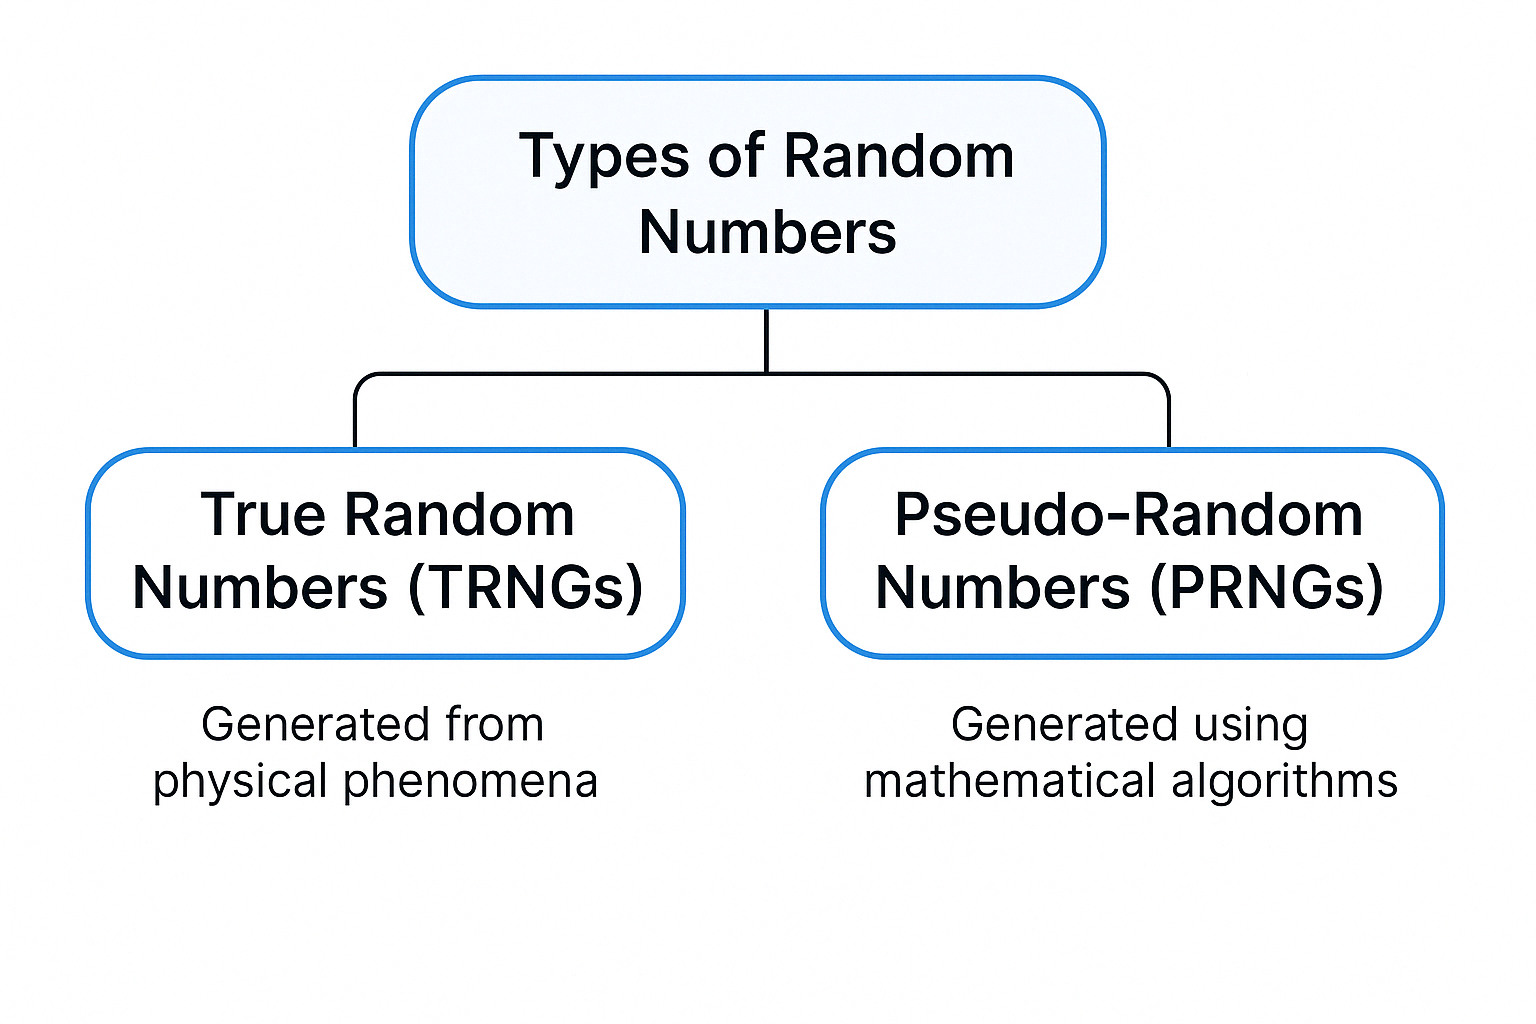 Types of Random
Numbers
True Random
Numbers (TRNGs)
Pseudo-Random
Numbers (PRNGs)
Generated from
physical phenomena
Generated using
mathematical algorithms